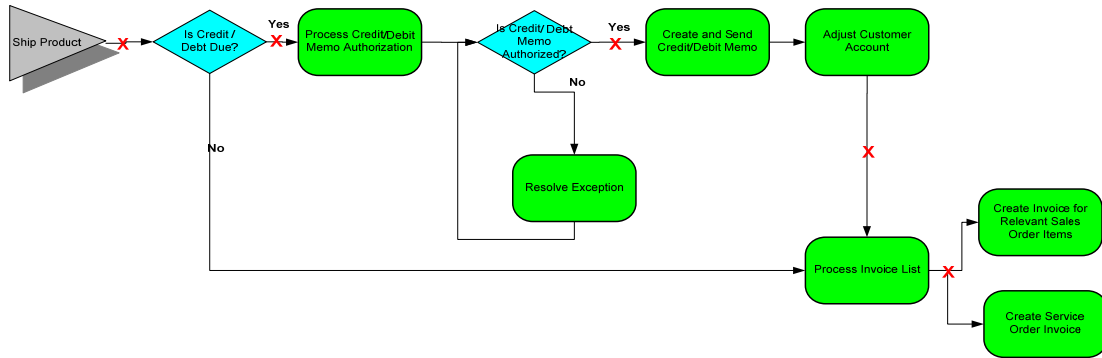 Ship Product
X
Is Credit /
Debt Due?
Yes
X
Process Credit/Debit
Memo Authorization
Is Credit/ Debt
Memo
Authorized?
Yes
X
Create and Send
Credit/Debit Memo
Adjust Customer
Account
No
No
X
Resolve Exception
Create Invoice for
Relevant Sales
Order Items
Process Invoice List
X
Create Service
Order Invoice